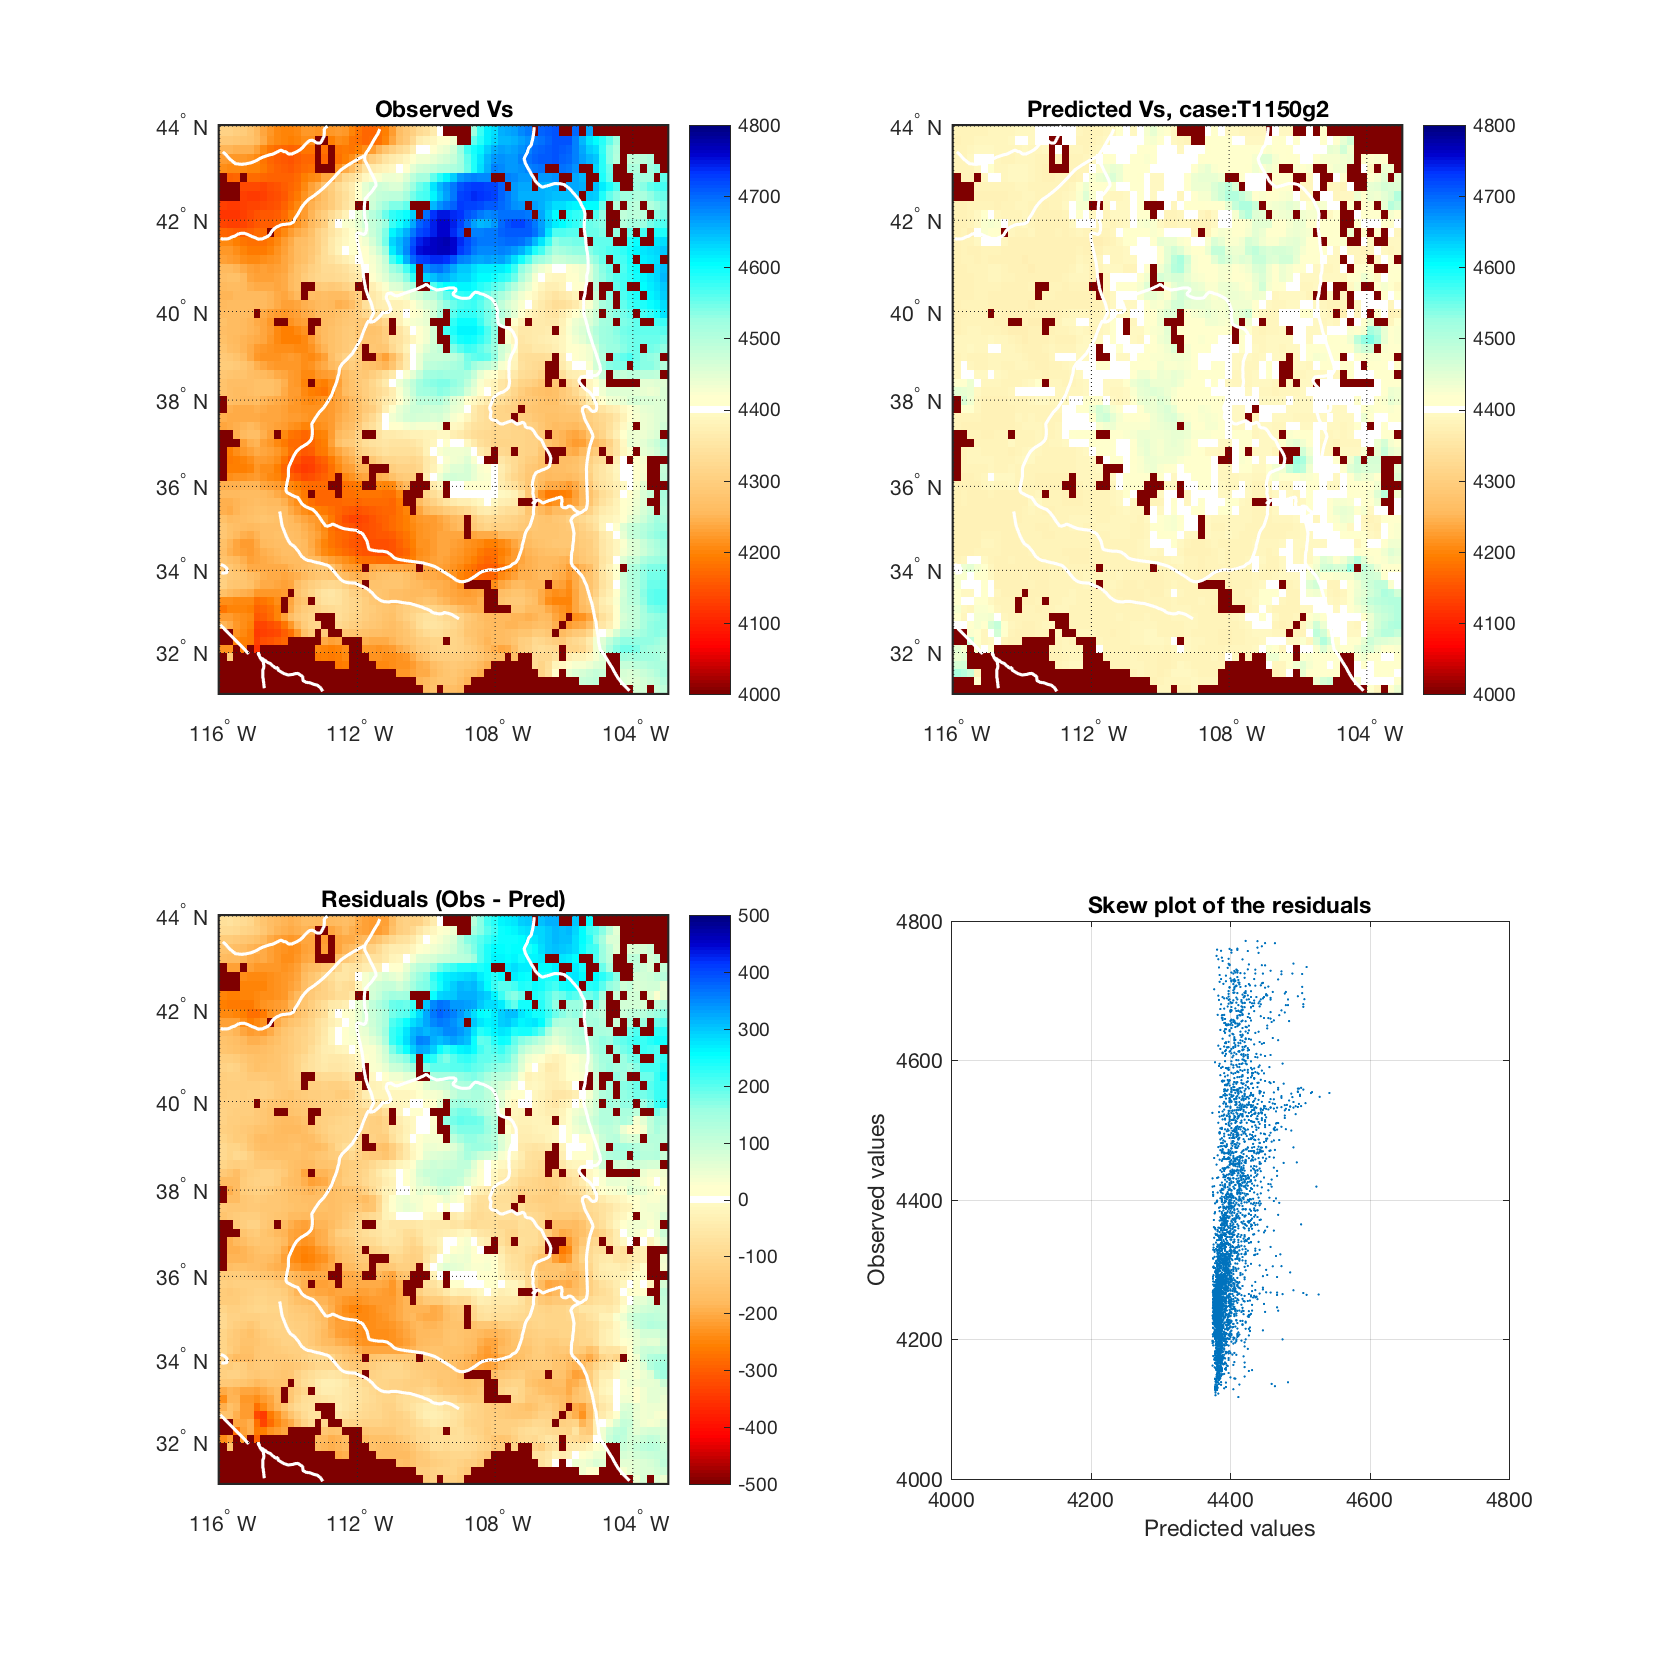 Observed Vs
44° N
42° N
40° N
38° N
36° N
34° N
32° N
116° W
112° W
108° W
104° W
4800
4700
4600
4500
4400
4300
4200
4100
4000
Predicted Vs, case:T1150g2
44° N
42° N
40° N
38° N
36° N
34° N
32° N
116° W
112° W
108° W
104° W
4800
4700
4600
4500
4400
4300
4200
4100
4000
Residuals (Obs - Pred)
44° N
42° N
40° N
38° N
36° N
34° N
32° N
116° W
112° W
108° W
104° W
500
400
300
200
100
0
-100
-200
-300
-400
-500
Skew plot of the residuals
Observed values
4800
4600
4400
4200
4000
4000
4200
4400
4600
4800
Predicted values